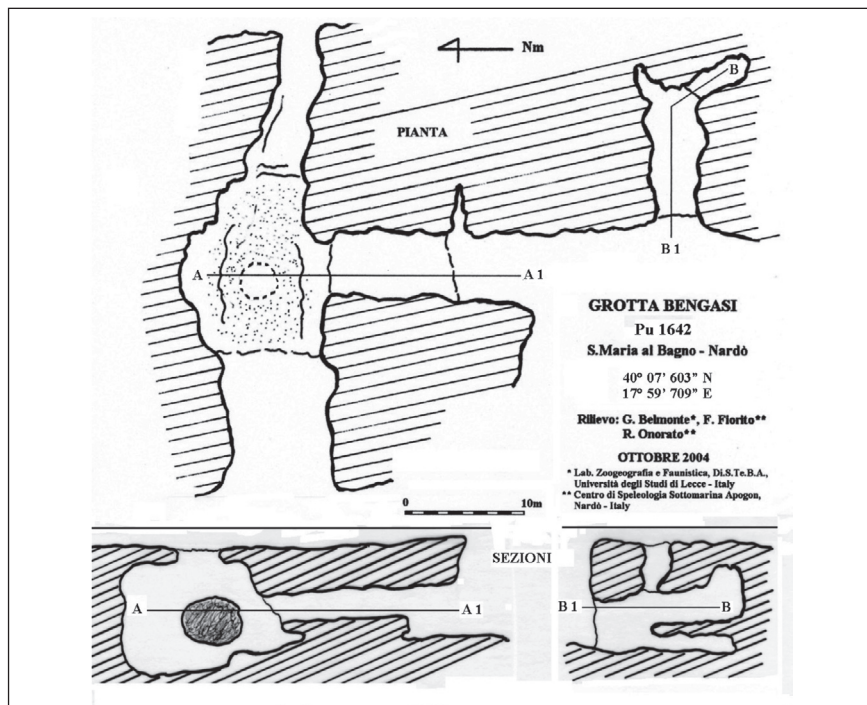 Nm
PIANTA
B
B 1
A
A 1
GROTTA BENGASI
Pu 1642
S.Maria al Bagno - Nardò
40° 07' 603" N
17° 59' 709" E
Rilievo: G. Belmonte*, F. Fiorito**
R. Onorato**
OTTOBRE 2004
* Lab. Zoogeografia e Faunistica, Di.S.Te.B.A.,
Università degli Studi di Lecce - Italy
** Centro di Speleologia Sottomarina Apogon,
Nardò - Italy
0 10m
SEZIONI
A
A 1
B 1
B